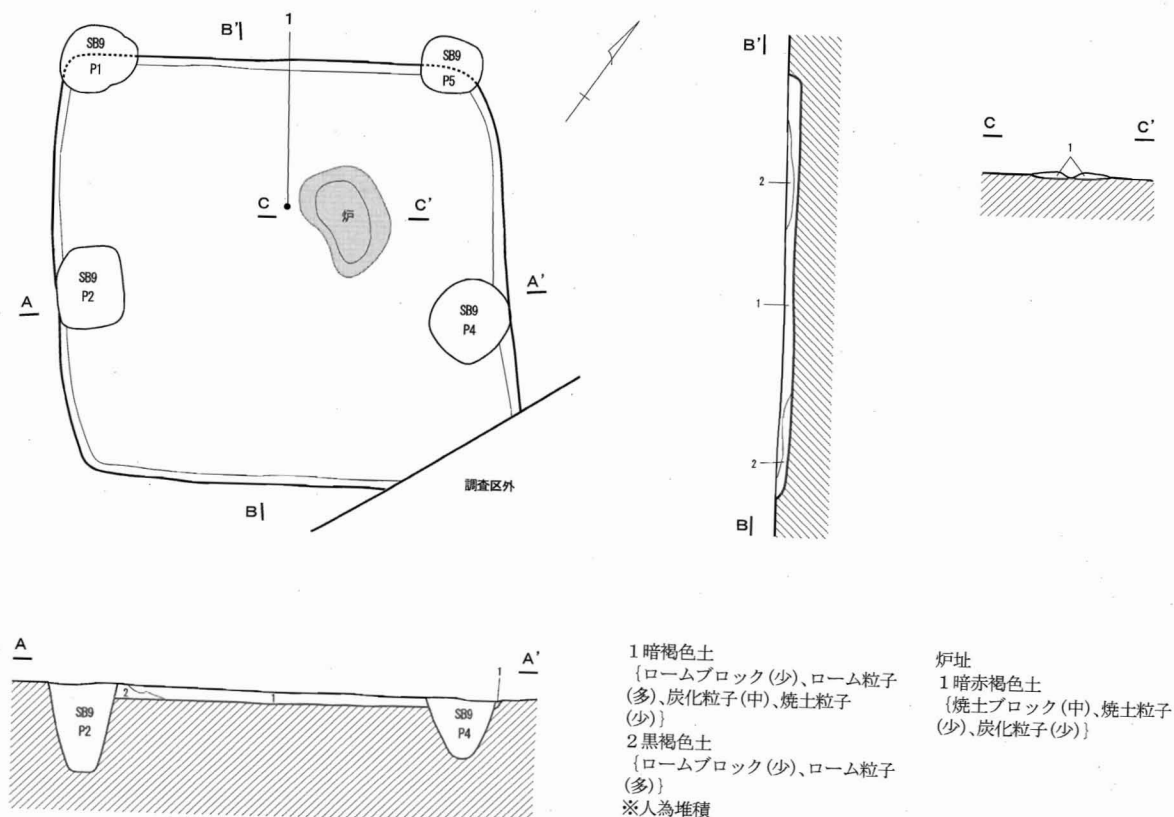 B'
1
SB9
P1
SB9
P5
C
炉
C'
SB9
P2
A
A'
SB9
P4
調査区外
B
B'
2
1
2
B
C
C'
1
A
A'
1
2
1
SB9
P2
SB9
P4
1暗褐色土
{ロームブロック(少)、ローム粒子
(多)、炭化粒子(中)、焼土粒子
(少)}
2黒褐色土
{ロームブロック(少)、ローム粒子
(多)}
※人為堆積
炉址
1暗赤褐色土
{焼土ブロック(中)、焼土粒子
(少)、炭化粒子(少)}